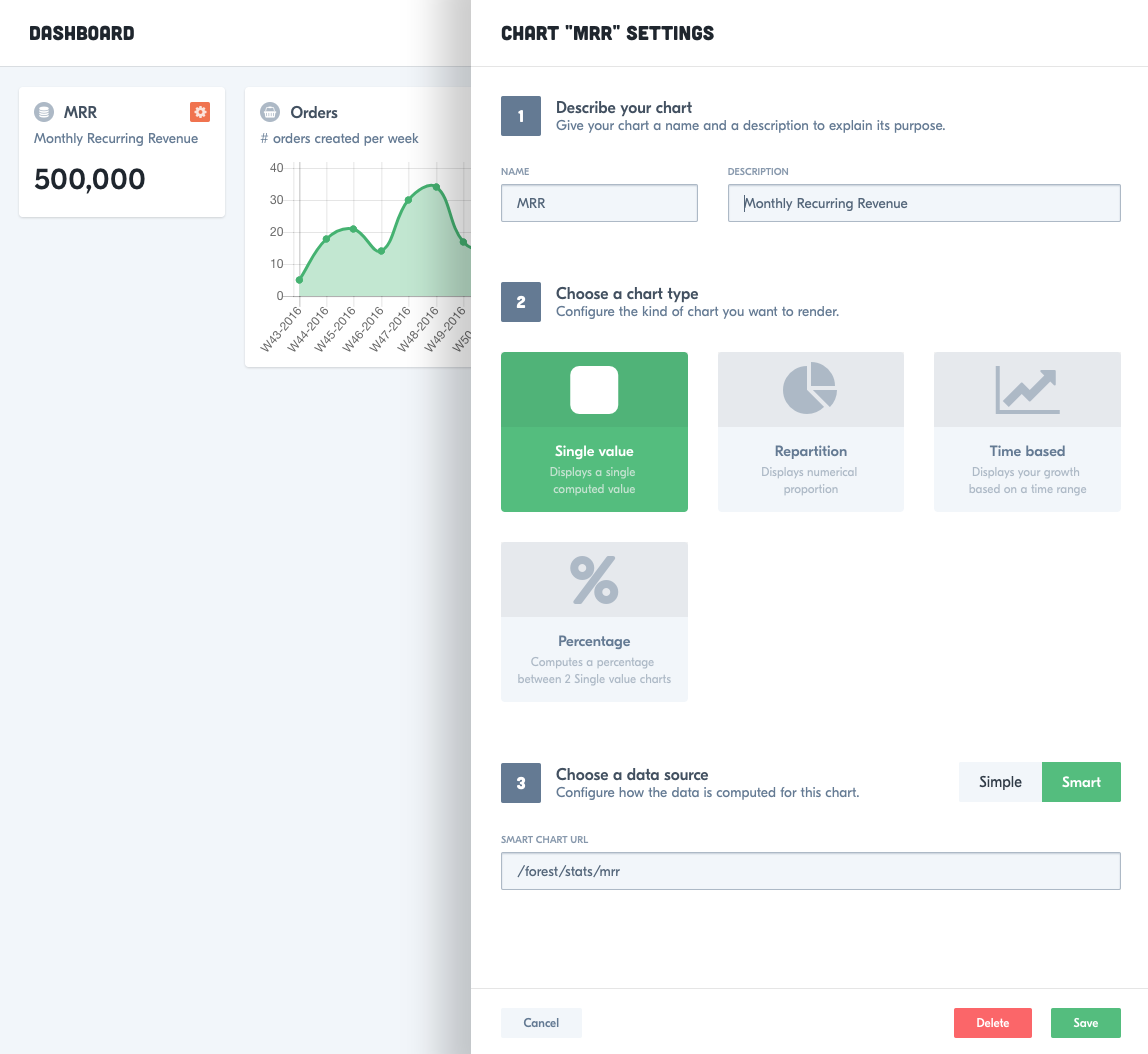 DASHBOARD
MRR
Monthly Recurring Revenue
500,000
Orders
# orders created per week
40
30
20
10
0
W43-2016
W44-2016
W45-2016
W46-2016
W47-2016
W48-2016
W49-2016
W50
CHART "MRR" SETTINGS
1
Describe your chart
Give your chart a name and a description to explain its purpose.
NAME
DESCRIPTION
MRR
Monthly Recurring Revenue
2
Choose a chart type
Configure the kind of chart you want to render.
Single value
Displays a single
computed value
Repartition
Displays numerical
proportion
Time based
Displays your growth
based on a time range
%
Percentage
Computes a percentage
between 2 Single value charts
3
Choose a data source
Configure how the data is computed for this chart.
Simple
Smart
SMART CHART URL
/forest/stats/mrr
Cancel
Delete
Save